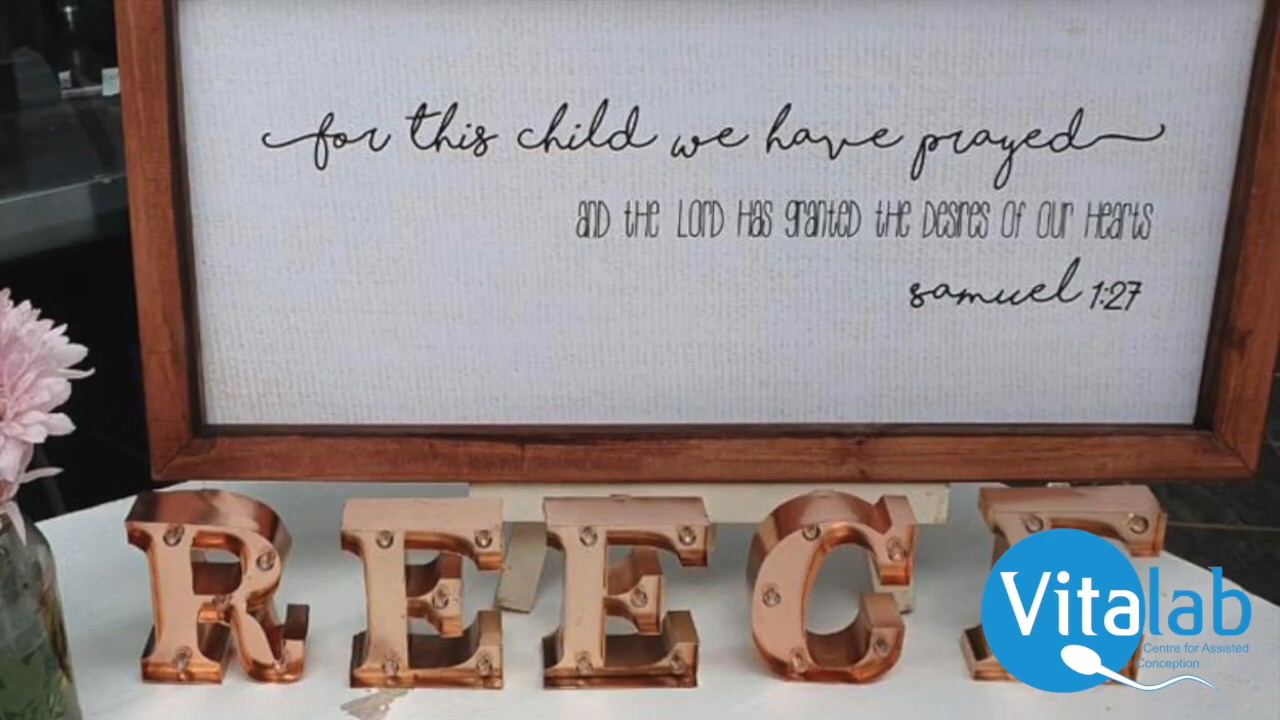 for this child we have prayed
and the Lord has granted the desires of our hearts
samuel 1:27
REECE
Vitalab
Centre for Assisted
Conception